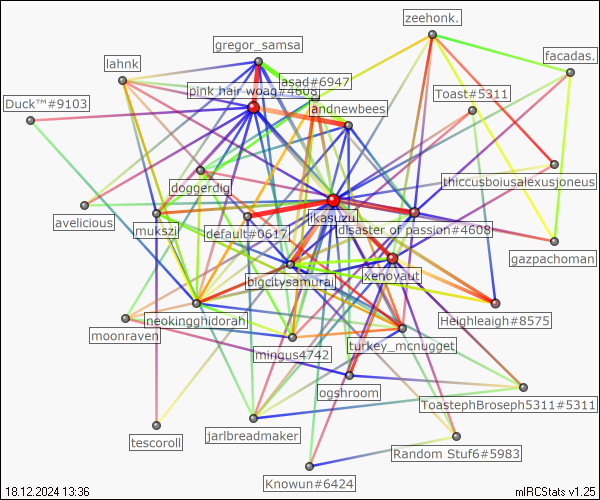 zeehonk.
gregor_samsa
facadas.
lahnk
asad#6947
pink hair woag#4608
Toast#5311
Duck™#9103
andnewbees
thiccusboiusalexusjoneus
doggerdig
avelicious
ikasuzu
mukszi
default#0617
disaster of passion#4608
gazpachoman
xenoyaut
bigcitysamurai
neokingghidorah
Heighleigh#8575
moonraven
turkey_mcnugget
mingus4742
ogshroom
ToastephBroseph5311#5311
tescoroll
jarlbreadmaker
Random Stuf6#5983
Knowun#6424
18.12.2024 13:36
mIRCStats v1.25